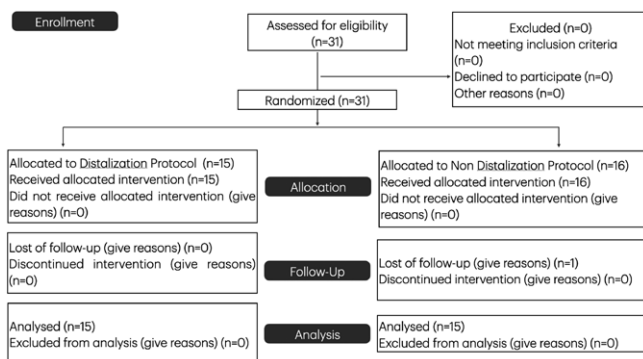 Enrollment
Assessed for eligibility
(n=31)
Excluded (n=0)
Not meeting inclusion criteria
(n=0)
Declined to participate (n=0)
Other reasons (n=0)
Randomized (n=31)
Allocated to Distalization Protocol (n=15)
Received allocated intervention (n=15)
Did not receive allocated intervention (give
reasons) (n=0)
Allocation
Allocated to Non Distalization Protocol (n=16)
Received allocated intervention (n=16)
Did not receive allocated intervention (give
reasons) (n=0)
Lost of follow-up (give reasons) (n=0)
Discontinued intervention (give reasons)
(n=0)
Follow-Up
Lost of follow-up (give reasons) (n=1)
Discontinued intervention (give reasons) (n=0)
Analysed (n=15)
Excluded from analysis (give reasons) (n=0)
Analysis
Analysed (n=15)
Excluded from analysis (give reasons) (n=0)